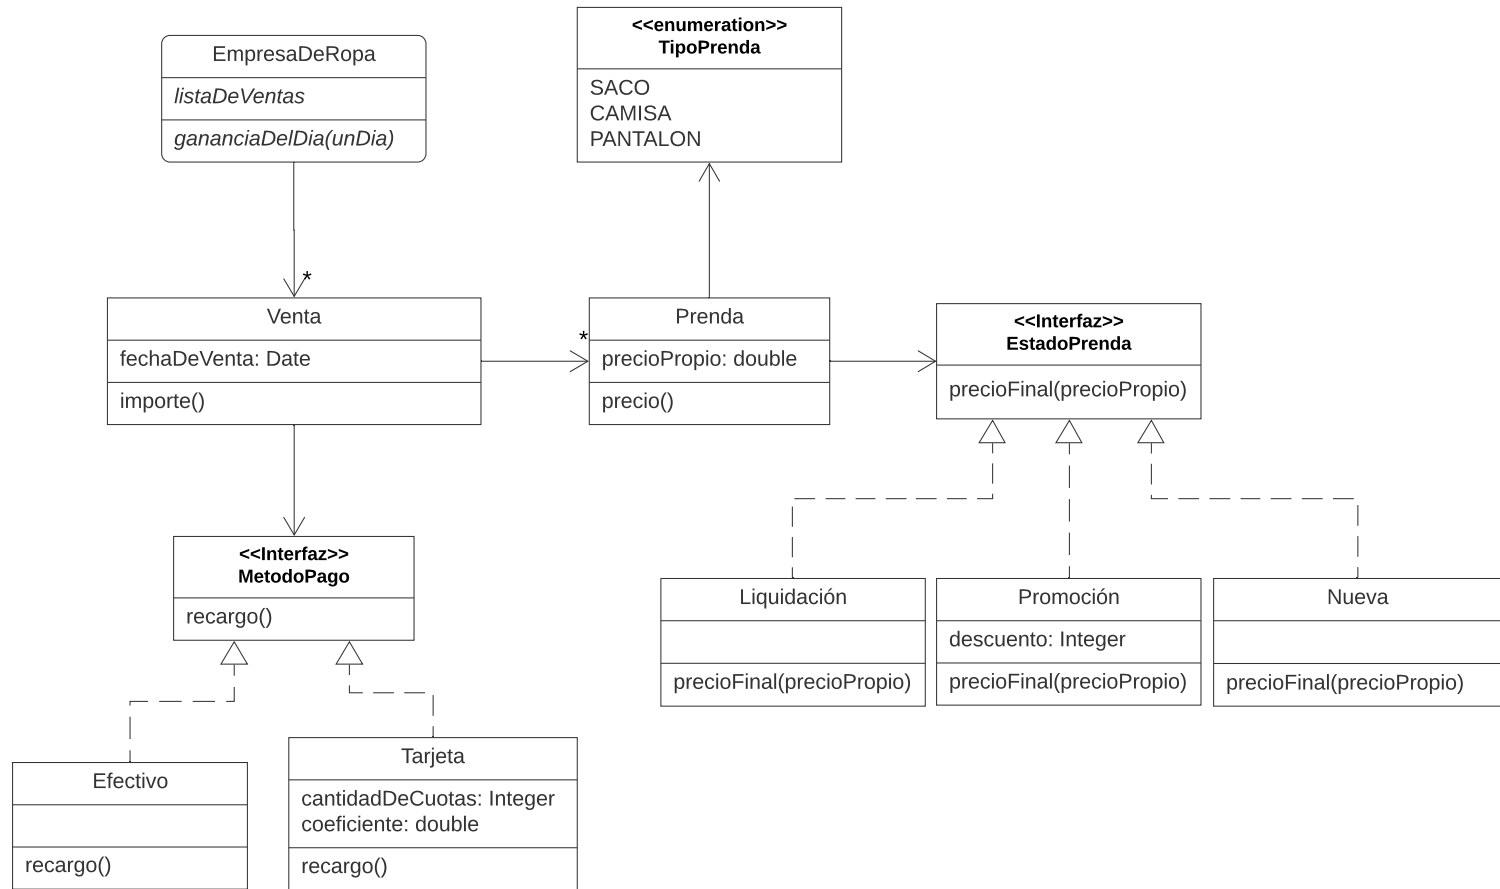 EmpresaDeRopa
listaDeVentas
gananciaDelDia(unDia)
<<enumeration>>
TipoPrenda
SACO
CAMISA
PANTALON
*
Venta
fechaDeVenta: Date
importe()
*
Prenda
precioPropio: double
precio()
<<Interfaz>>
EstadoPrenda
precioFinal(precioPropio)
<<Interfaz>>
MetodoPago
recargo()
Liquidación
precioFinal(precioPropio)
Promoción
descuento: Integer
precioFinal(precioPropio)
Nueva
precioFinal(precioPropio)
Efectivo
recargo()
Tarjeta
cantidadDeCuotas: Integer
coeficiente: double
recargo()